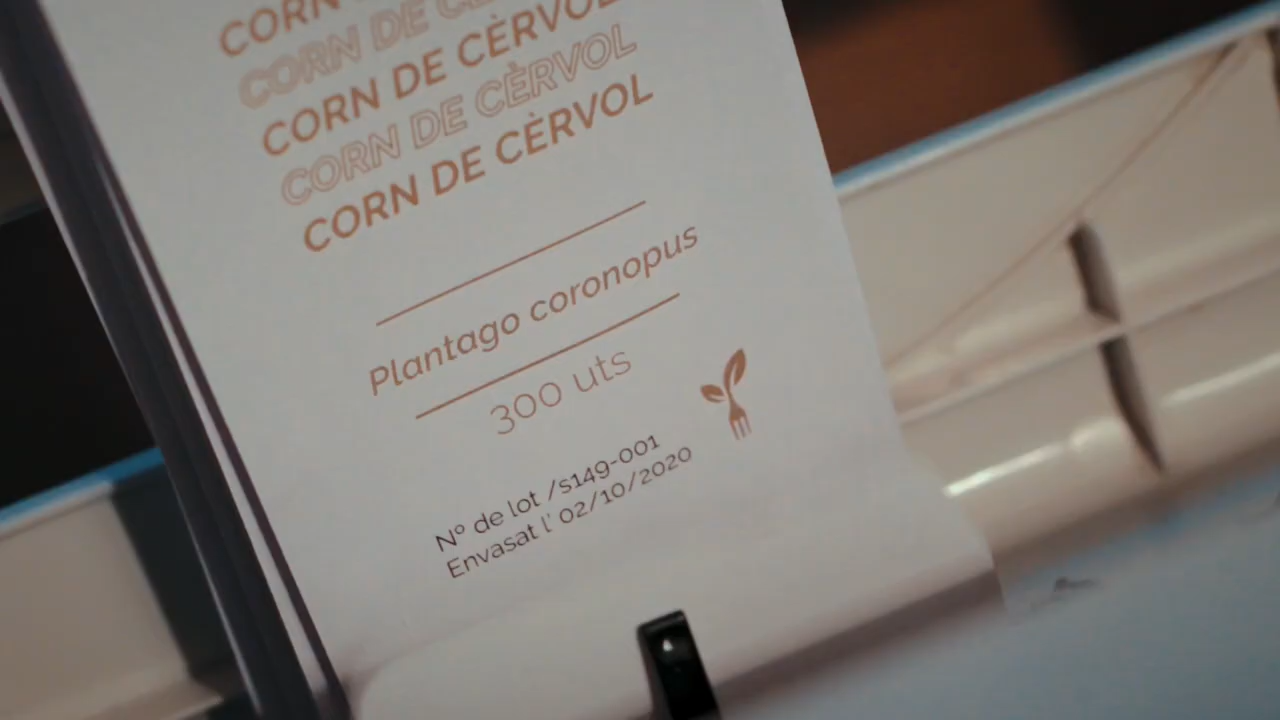 CORN
CORN DE CÈRVOL
CORN DE CÈRVOL
CORN DE CÈRVOL
CORN DE CÈRVOL
Plantago coronopus
300 uts
Nº de lot /s149-001
Envasat l' 02/10/2020